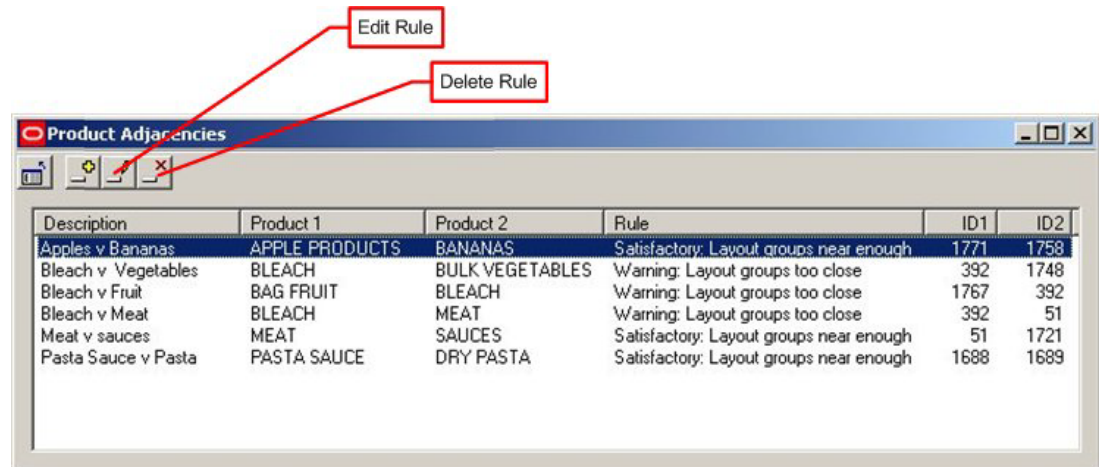 Edit Rule
Delete Rule
Product Adjacencies
Description Product 1 Product 2 Rule ID1 ID2
Apples v Bananas APPLE PRODUCTS BANANAS Satisfactory: Layout groups near enough 1771 1758
Bleach v Vegetables BLEACH BULK VEGETABLES Warning: Layout groups too close 392 1748
Bleach v Fruit BAG FRUIT BLEACH Warning: Layout groups too close 1767 392
Bleach v Meat BLEACH MEAT Warning: Layout groups too close 392 51
Meat v sauces MEAT SAUCES Satisfactory: Layout groups near enough 51 1721
Pasta Sauce v Pasta PASTA SAUCE DRY PASTA Satisfactory: Layout groups near enough 1688 1689